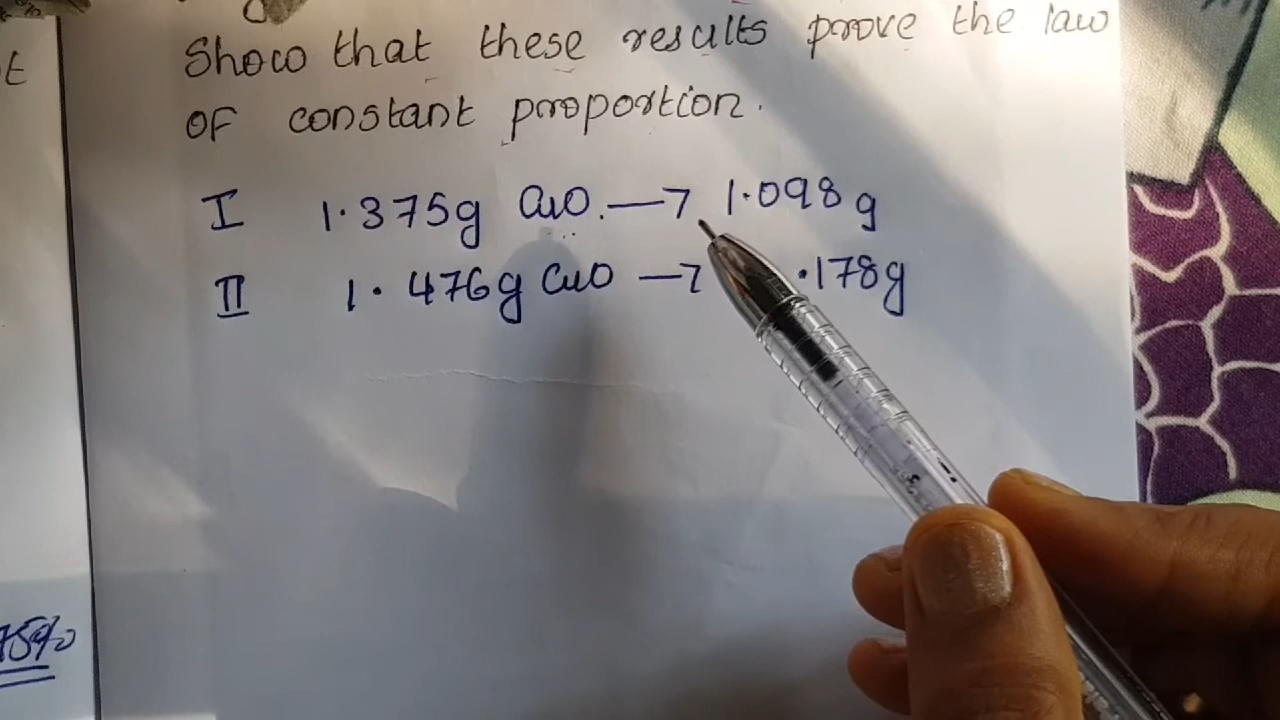 Show that these results prove the law
of constant proportion.
I 1.375g CuO. → 1.098g
II 1.476g CuO → .178g
75%